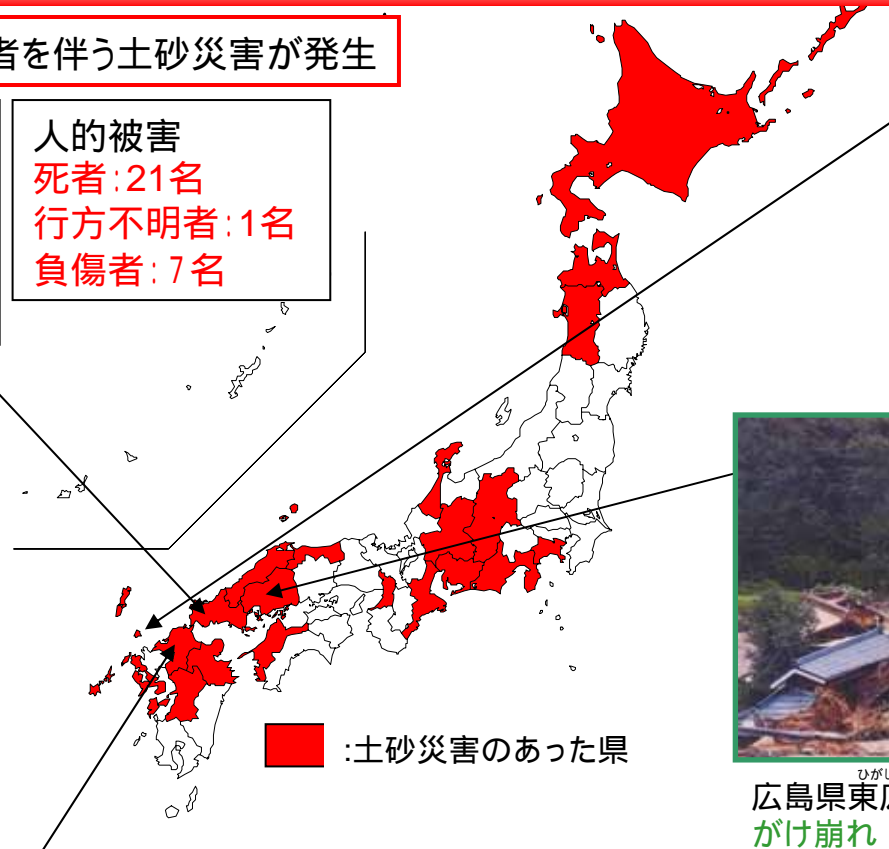 者を伴う土砂災害が発生
人的被害
死者:21名
行方不明者:1名
負傷者:7名
:土砂災害のあった県
ひがし
広島県東広
がけ崩れ